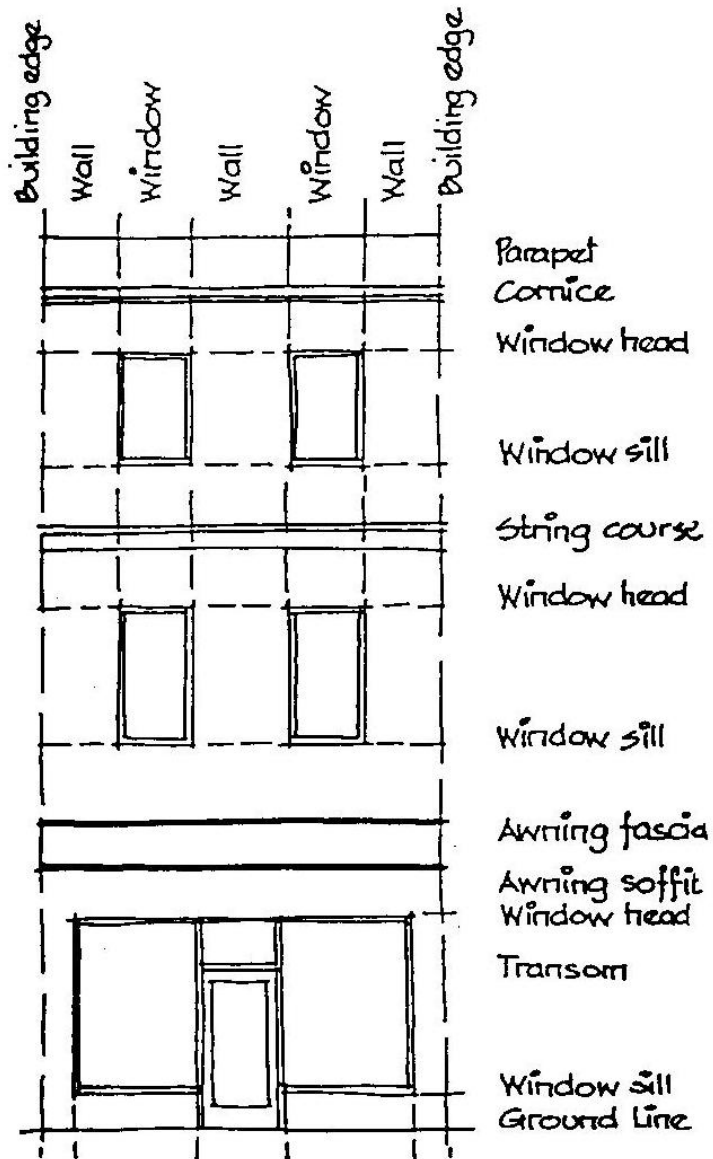 Building edge
Wall
Window
Wall
Window
Wall
Building edge
Parapet
Cornice
Window head
Window sill
String course
Window head
Window sill
Awning fascia
Awning soffit
Window head
Transom
Window sill
Ground Line